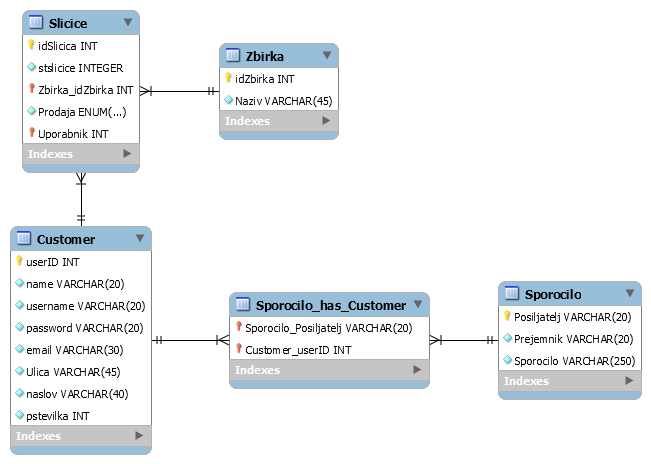 Slicice
idSlicica INT
stslicice INTEGER
Zbirka_idZbirka INT
Prodaja ENUM(...)
Uporabnik INT
Indexes
Zbirka
idZbirka INT
Naziv VARCHAR(45)
Indexes
Customer
userID INT
name VARCHAR(20)
username VARCHAR(20)
password VARCHAR(20)
email VARCHAR(30)
Ulica VARCHAR(45)
naslov VARCHAR(40)
pstevilka INT
Indexes
Sporocilo_has_Customer
Sporocilo_Posiljatelj VARCHAR(20)
Customer_userID INT
Indexes
Sporocilo
Posiljatelj VARCHAR(20)
Prejemnik VARCHAR(20)
Sporocilo VARCHAR(250)
Indexes